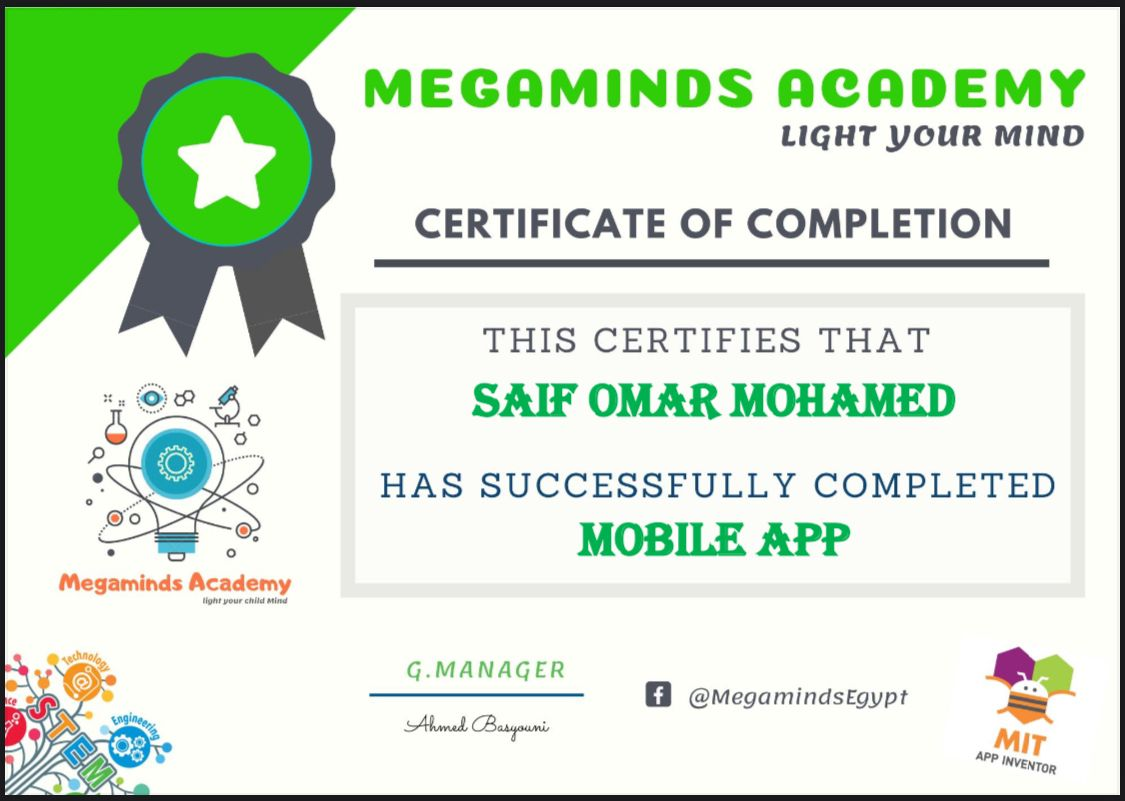 MEGAMINDS ACADEMY
LIGHT YOUR MIND
CERTIFICATE OF COMPLETION
THIS CERTIFIES THAT
SAIF OMAR MOHAMED
HAS SUCCESSFULLY COMPLETED
MOBILE APP
Megaminds Academy
light your child Mind
Technology
Engineering
STEM
G.MANAGER
Ahmed Basyouni
@MegamindsEgypt
MIT
APP INVENTOR